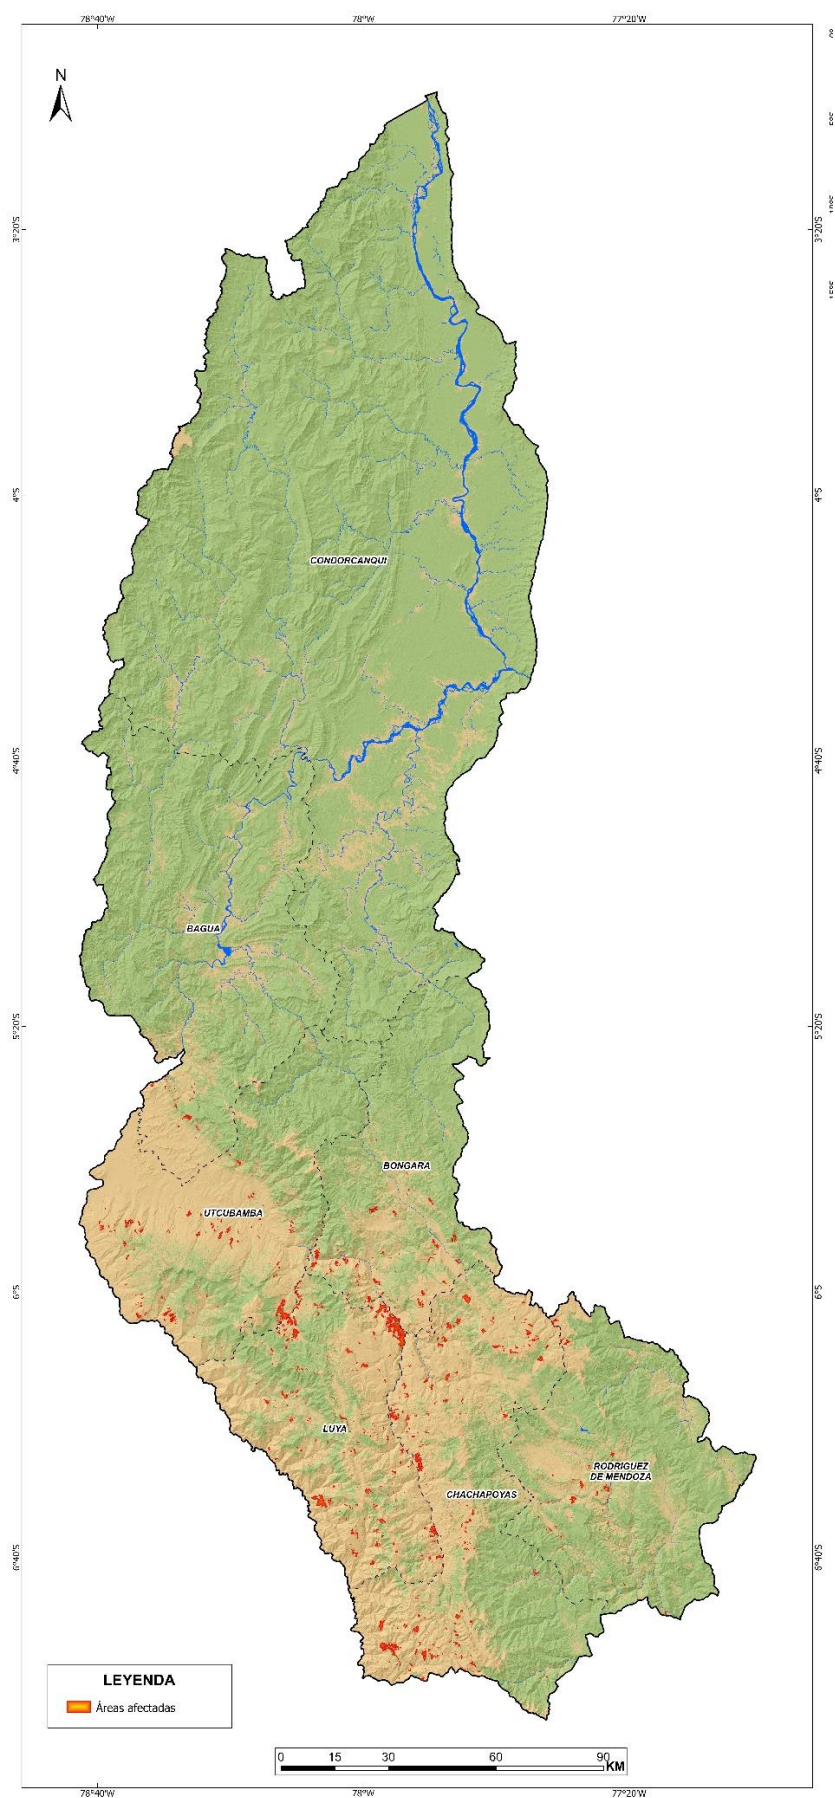 78°40'W 78°W 77°20'W
N
3°20'S 3°20'S
4°S 4°S
CONDORCANQUI
4°40'S 4°40'S
BAGUA
5°20'S 5°20'S
BONGARA
UTCUBAMBA
6°S 6°S
LUYA
RODRIGUEZ
DE MENDOZA
CHACHAPOYAS
6°40'S 6°40'S
LEYENDA
Áreas afectadas
0 15 30 60 90
KM
78°40'W 78°W 77°20'W